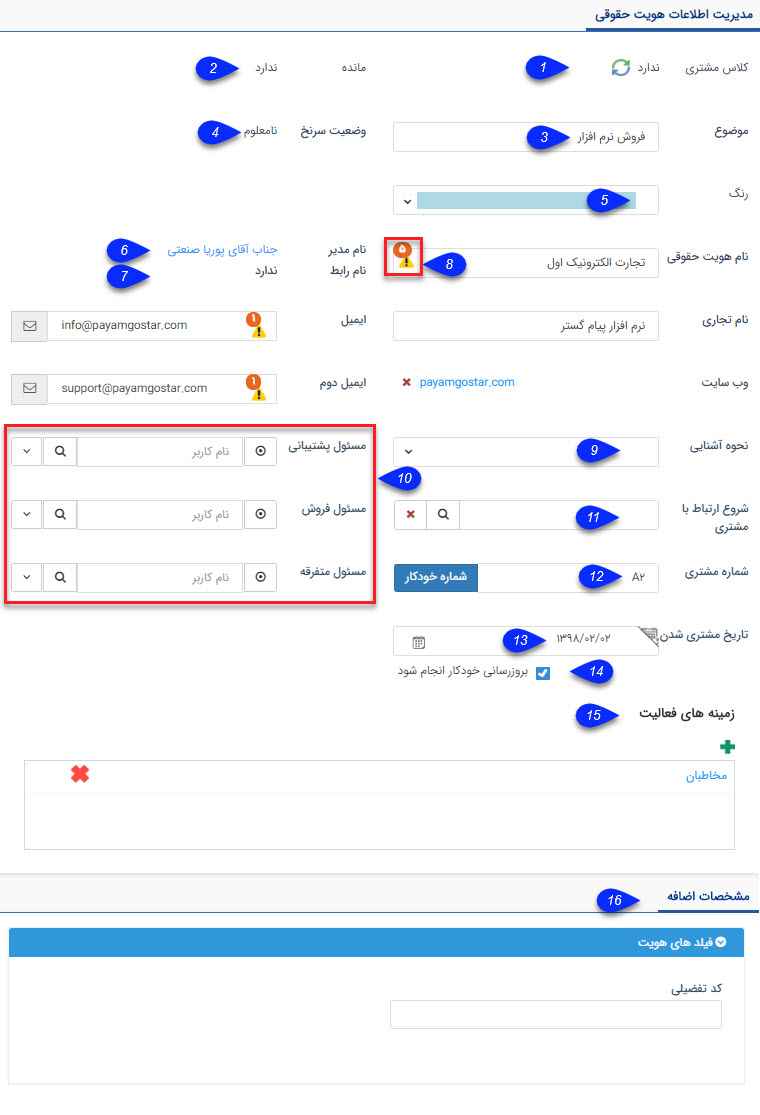 مدیریت اطلاعات هویت حقوقی
کلاس مشتری ندارد 1 مانده ندارد 2
موضوع فروش نرم افزار 3 وضعیت سرنخ نامعلوم 4
رنگ 5
نام هویت حقوقی تجارت الکترونیک اول 8 ۵
نام مدیر جناب آقای پوریا صنعتی 6
نام رابط ندارد 7
نام تجاری نرم افزار پیام گستر ایمیل ۱ info@payamgostar.com
وب سایت payamgostar.com ایمیل دوم ۱ support@payamgostar.com
نحوه آشنایی 9 مسئول پشتیبانی نام کاربر
10
شروع ارتباط با مشتری 11 مسئول فروش نام کاربر
شماره مشتری A۲ 12 شماره خودکار مسئول متفرقه نام کاربر
تاریخ مشتری شدن ۱۳۹۸/۰۲/۰۲ 13
بروزرسانی خودکار انجام شود 14
زمینه های فعالیت 15
مخاطبان
مشخصات اضافه 16
فیلد های هویت
کد تفضیلی